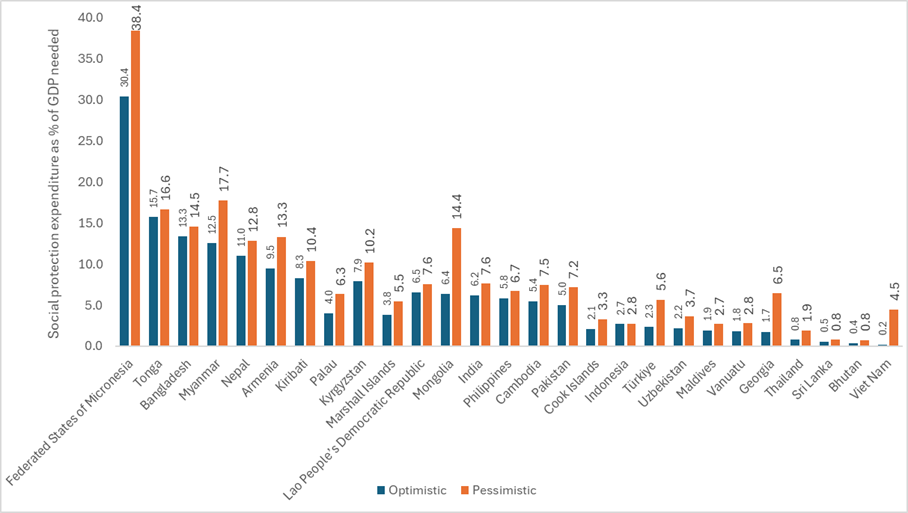 Social protection expenditure as % of GDP needed
40.0
35.0
30.0
25.0
20.0
15.0
10.0
5.0
0.0
30.4
38.4
15.7
16.6
13.3
14.5
12.5
17.7
11.0
12.8
9.5
13.3
8.3
10.4
4.0
6.3
7.9
10.2
3.8
5.5
6.5
7.6
6.4
14.4
6.2
7.6
5.8
6.7
5.4
7.5
5.0
7.2
2.1
3.3
2.7
2.8
2.3
5.6
2.2
3.7
1.9
2.7
1.8
2.8
1.7
6.5
0.8
1.9
0.5
0.8
0.4
0.8
0.2
4.5
Federated States of Micronesia
Tonga
Bangladesh
Myanmar
Nepal
Armenia
Kiribati
Palau
Kyrgyzstan
Marshall Islands
Lao People's Democratic Republic
Mongolia
India
Philippines
Cambodia
Pakistan
Cook Islands
Indonesia
Türkiye
Uzbekistan
Maldives
Vanuatu
Georgia
Thailand
Sri Lanka
Bhutan
Viet Nam
Optimistic
Pessimistic